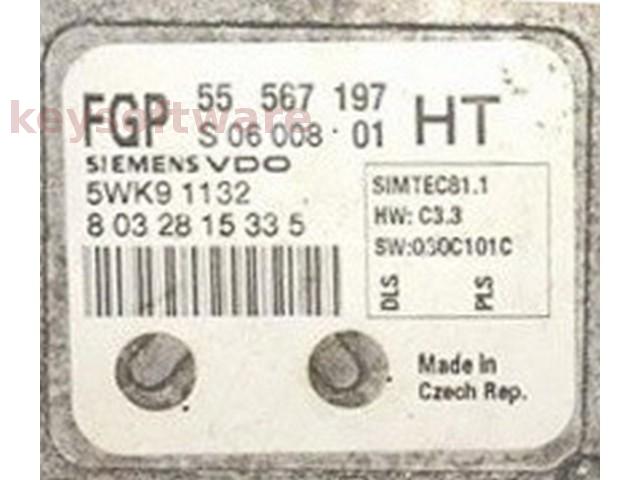 FGP 55 567 197 HT
S 06 008 01
keysoftware
SIEMENS VDO
5WK9 1132
8 03 28 15 33 5
SIMTEC81.1
HW: C3.3
SW:030C101C
DLS PLS
Made in
Czech Rep.